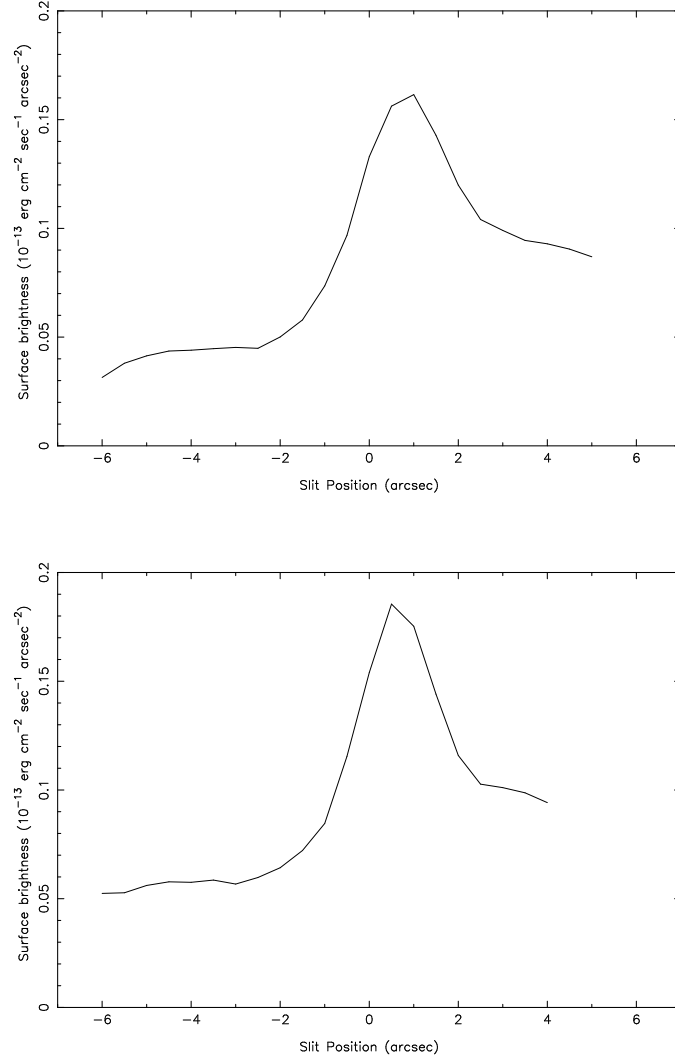 0.2
0.15
0.1
0.05
0
Surface brightness (10⁻¹³ erg cm⁻² sec⁻¹ arcsec⁻²)
−6 −4 −2 0 2 4 6
Slit Position (arcsec)
0.2
0.15
0.1
0.05
0
Surface brightness (10⁻¹³ erg cm⁻² sec⁻¹ arcsec⁻²)
−6 −4 −2 0 2 4 6
Slit Position (arcsec)